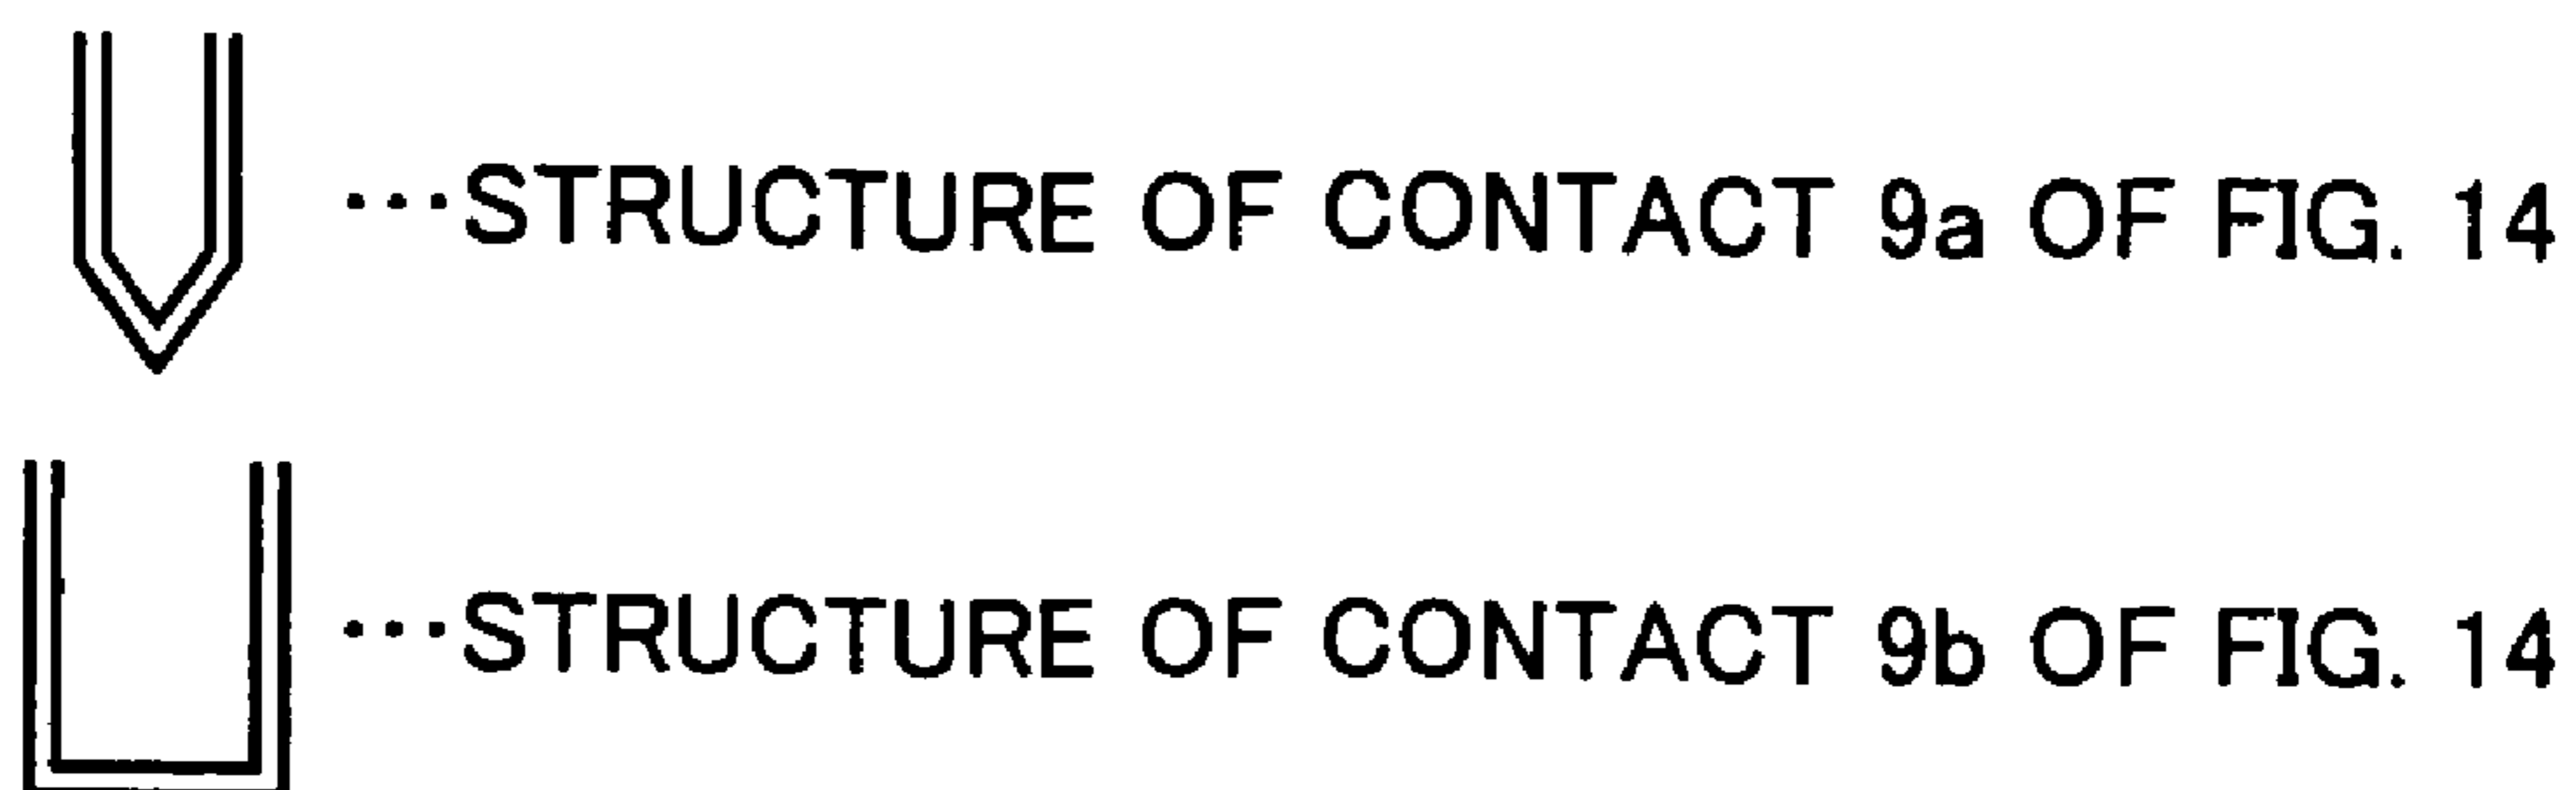 ···STRUCTURE OF CONTACT 9a OF FIG. 14
···STRUCTURE OF CONTACT 9b OF FIG. 14